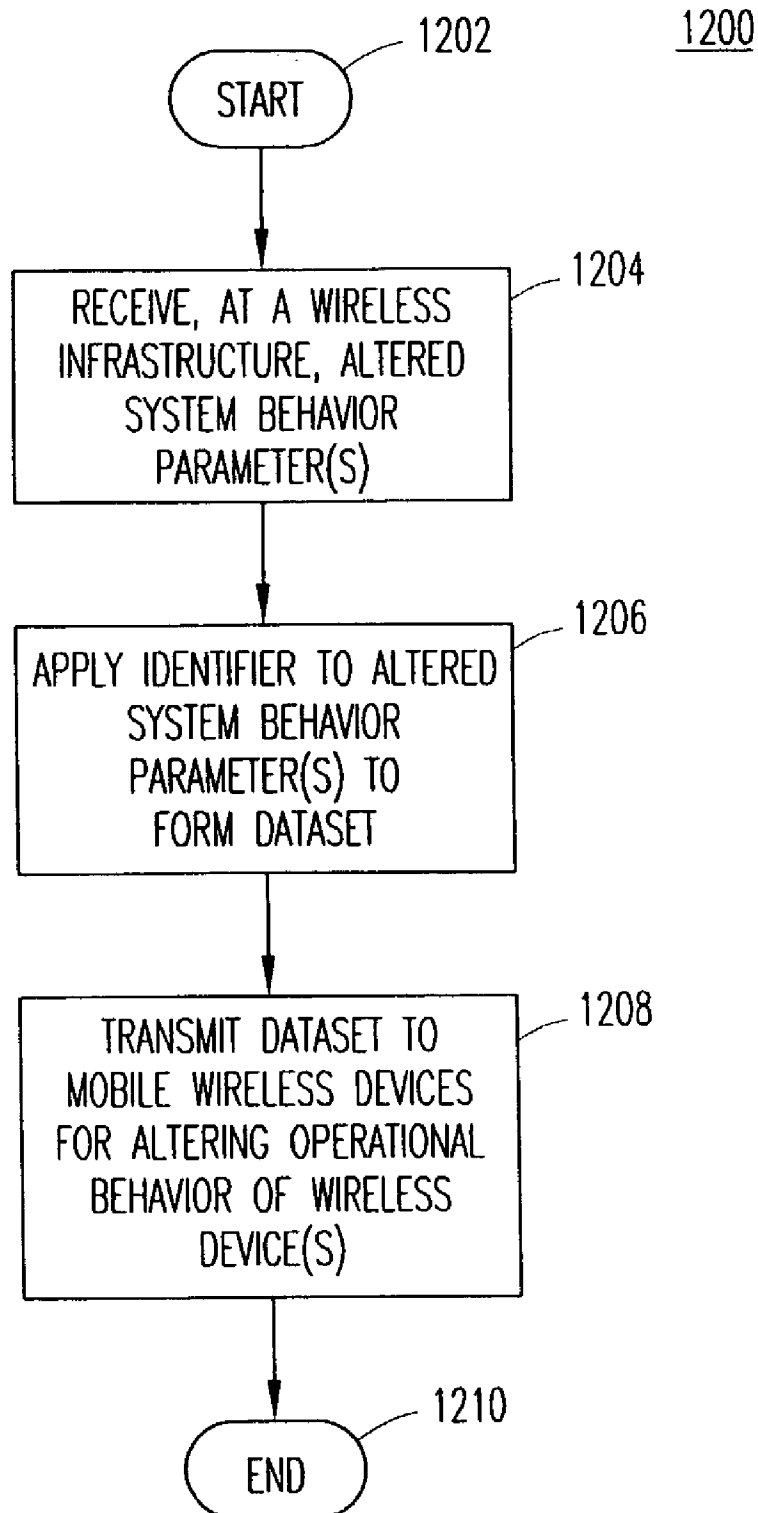 1200
1202
START
1204
RECEIVE, AT A WIRELESS
INFRASTRUCTURE, ALTERED
SYSTEM BEHAVIOR
PARAMETER(S)
1206
APPLY IDENTIFIER TO ALTERED
SYSTEM BEHAVIOR
PARAMETER(S) TO
FORM DATASET
1208
TRANSMIT DATASET TO
MOBILE WIRELESS DEVICES
FOR ALTERING OPERATIONAL
BEHAVIOR OF WIRELESS
DEVICE(S)
1210
END